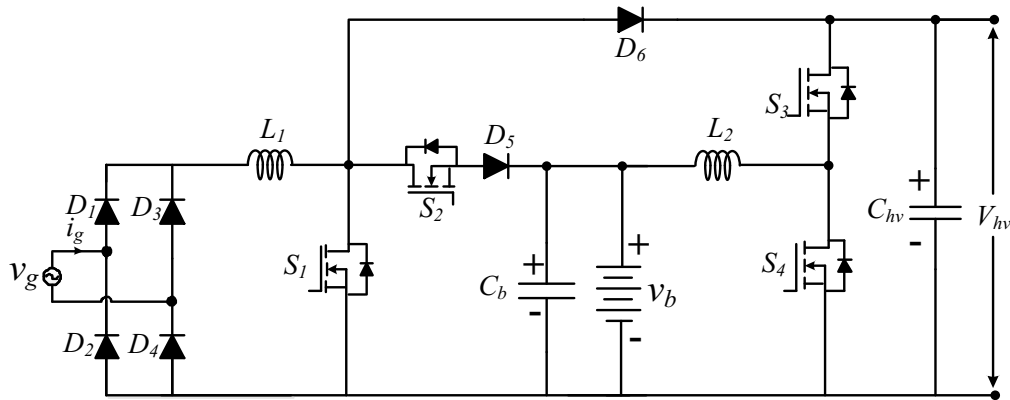 D6
S3
L1
D5
L2
S2
D1
D3
ig
vg
S1
+
Cb
-
+
vb
-
S4
+
Chv
-
Vhv
D2
D4